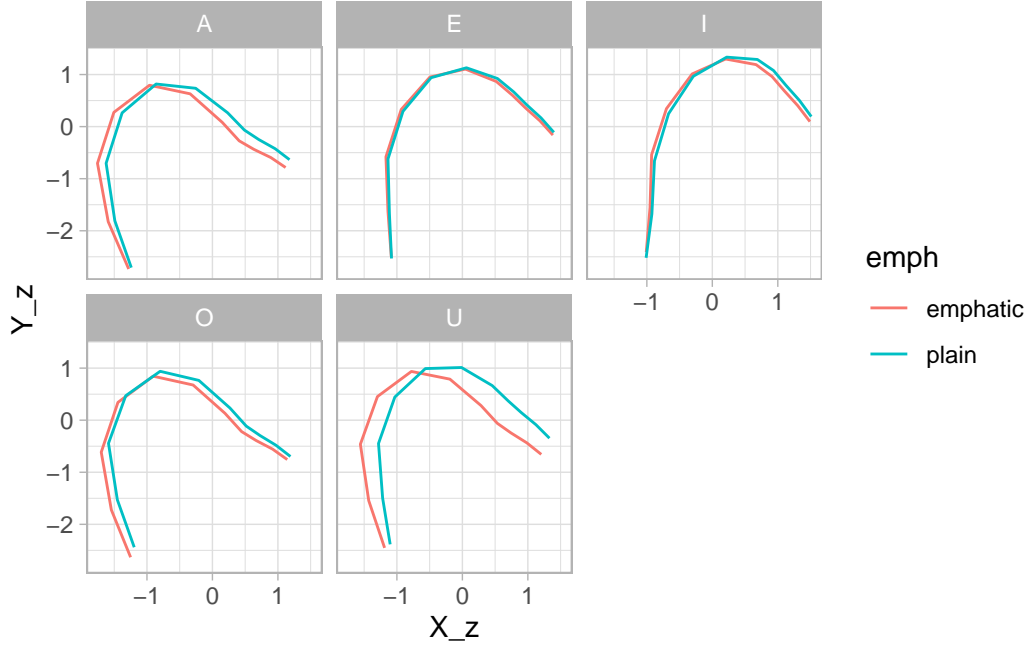 A E I
1
0
−1
−2
−1 0 1
O U
1
0
−1
−2
−1 0 1 −1 0 1
X_z
Y_z
emph
emphatic
plain